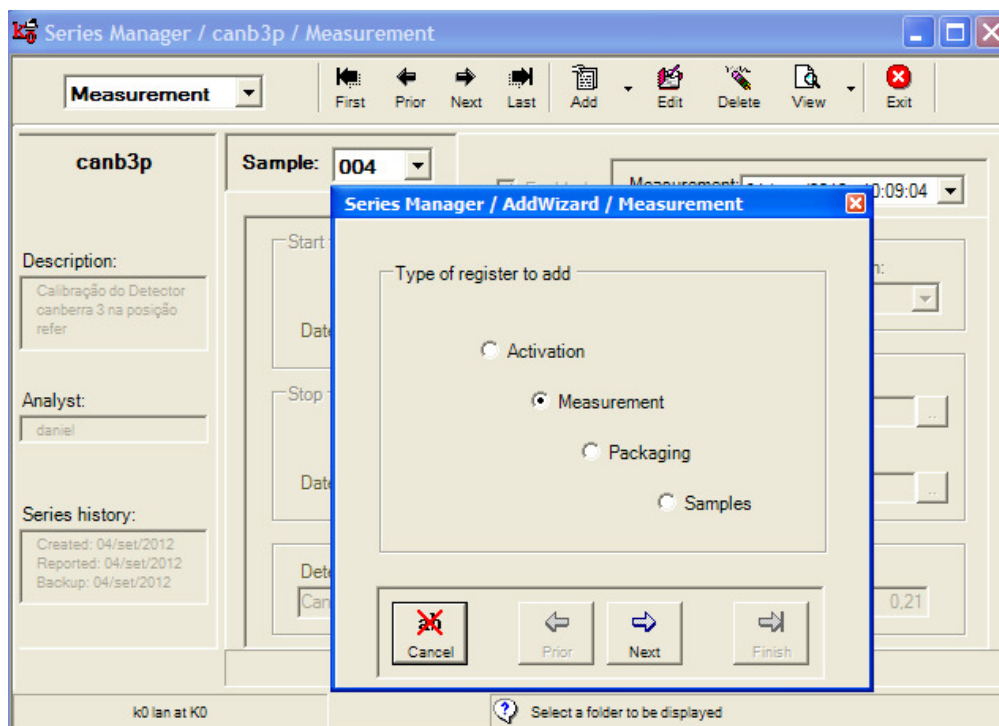 Series Manager / canb3p / Measurement
Measurement
First
Prior
Next
Last
Add
Edit
Delete
View
Exit
canb3p
Description:
Calibração do Detector
canberra 3 na posição
refer
Analyst:
daniel
Series history:
Created: 04/set/2012
Reported: 04/set/2012
Backup: 04/set/2012
Sample:
004
Measurement:
0:09:04
Start
Date
Stop
Date
0,21
Series Manager / AddWizard / Measurement
Type of register to add
Activation
Measurement
Packaging
Samples
Cancel
Prior
Next
Finish
k0 lan at K0
Select a folder to be displayed